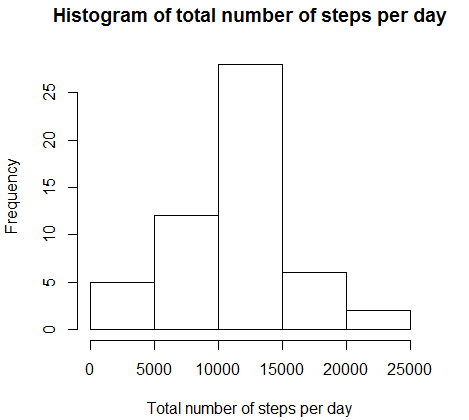 Histogram of total number of steps per day
Frequency
25
20
15
10
5
0
0 5000 10000 15000 20000 25000
Total number of steps per day